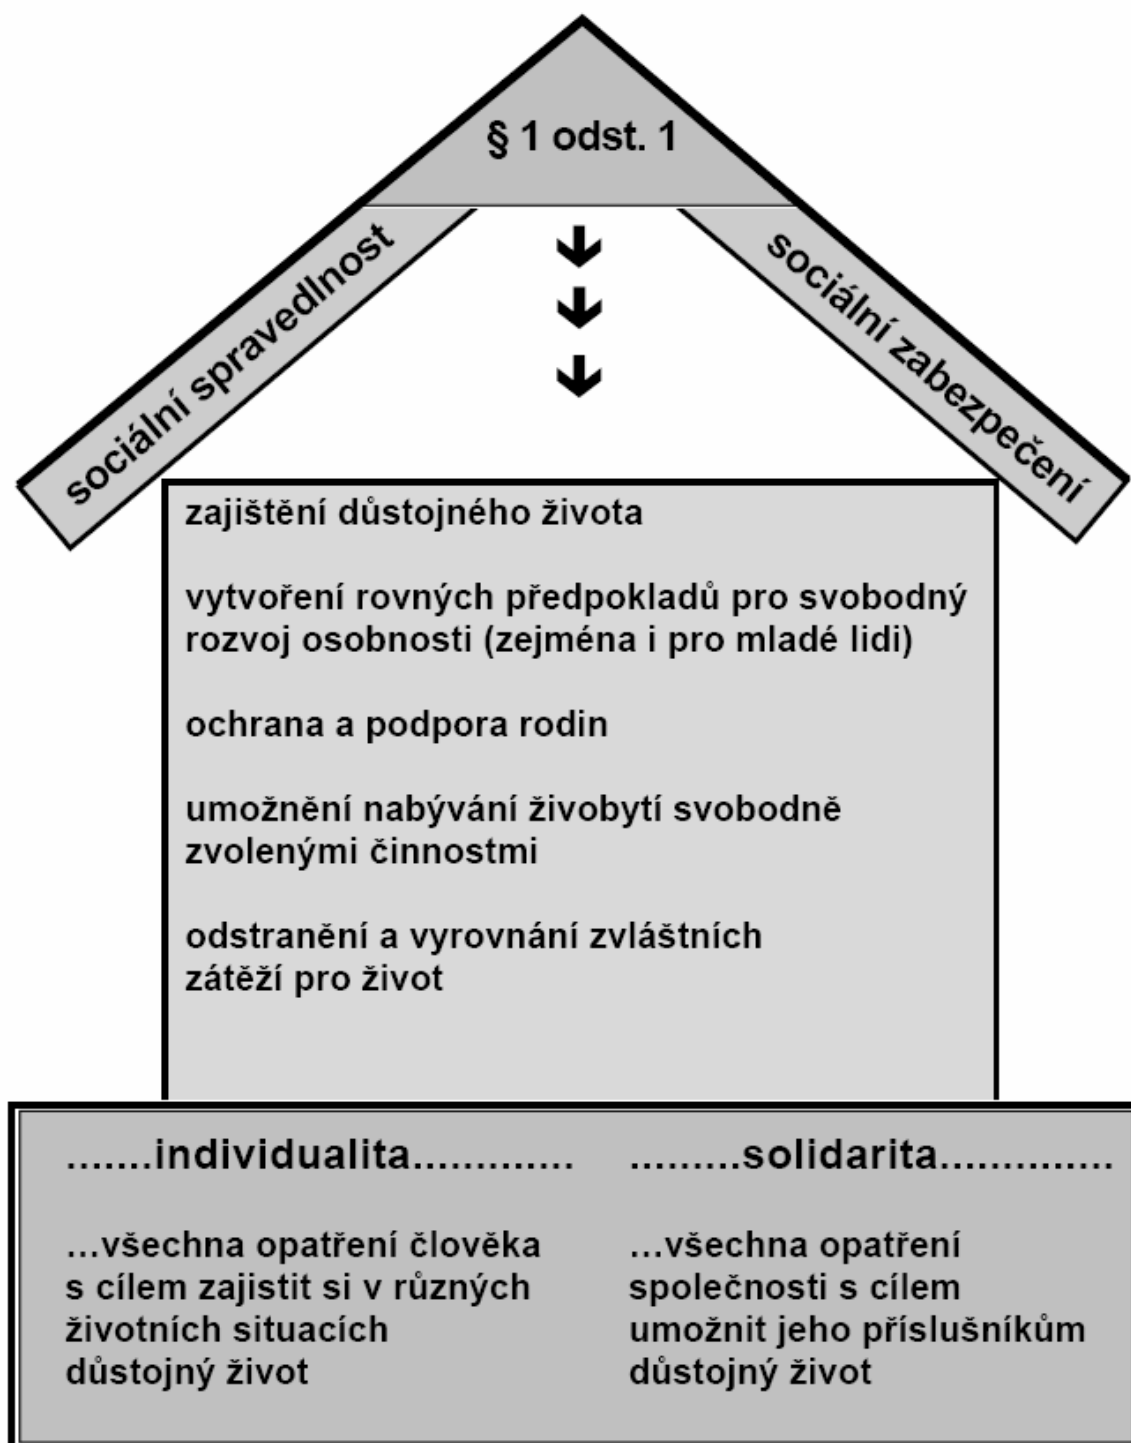 § 1 odst. 1
sociální spravedlnost
sociální zabezpečení
zajištění důstojného života
vytvoření rovných předpokladů pro svobodný
rozvoj osobnosti (zejména i pro mladé lidi)
ochrana a podpora rodin
umožnění nabývání živobytí svobodně
zvolenými činnostmi
odstranění a vyrovnání zvláštních
zátěží pro život
.......individualita.............
...všechna opatření člověka
s cílem zajistit si v různých
životních situacích
důstojný život
.........solidarita..............
...všechna opatření
společnosti s cílem
umožnit jeho příslušníkům
důstojný život